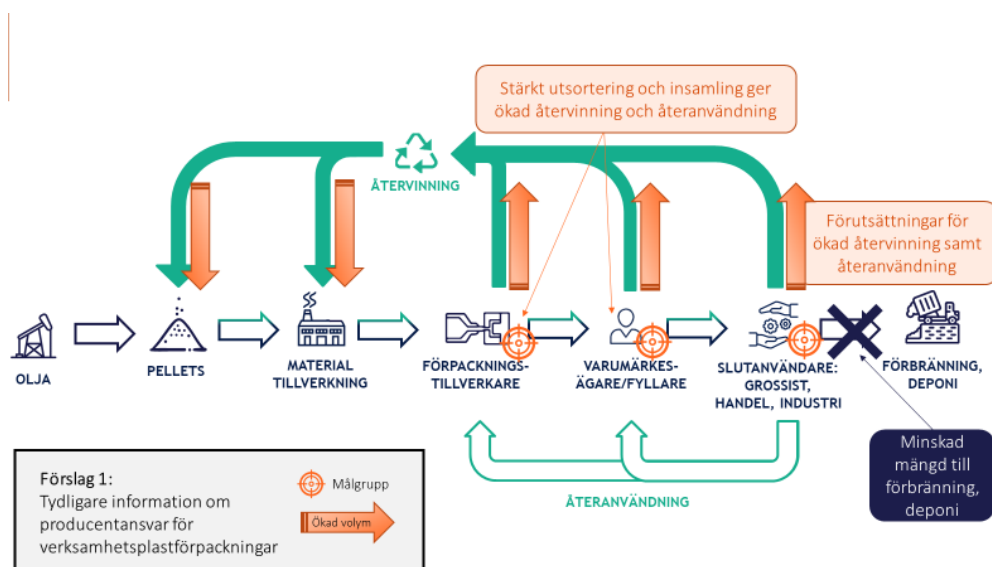 Stärkt utsortering och insamling ger
ökad återvinning och återanvändning
ÅTERVINNING
Förutsättningar för
ökad återvinning samt
återanvändning
OLJA
PELLETS
MATERIAL
TILLVERKNING
FÖRPACKNINGS-
TILLVERKARE
VARUMÄRKES-
ÄGARE/FYLLARE
SLUTANVÄNDARE:
GROSSIST,
HANDEL, INDUSTRI
FÖRBRÄNNING,
DEPONI
Minskad
mängd till
förbränning,
deponi
ÅTERANVÄNDNING
Förslag 1:
Tydligare information om
producentansvar för
verksamhetsplastförpackningar
Målgrupp
Ökad volym